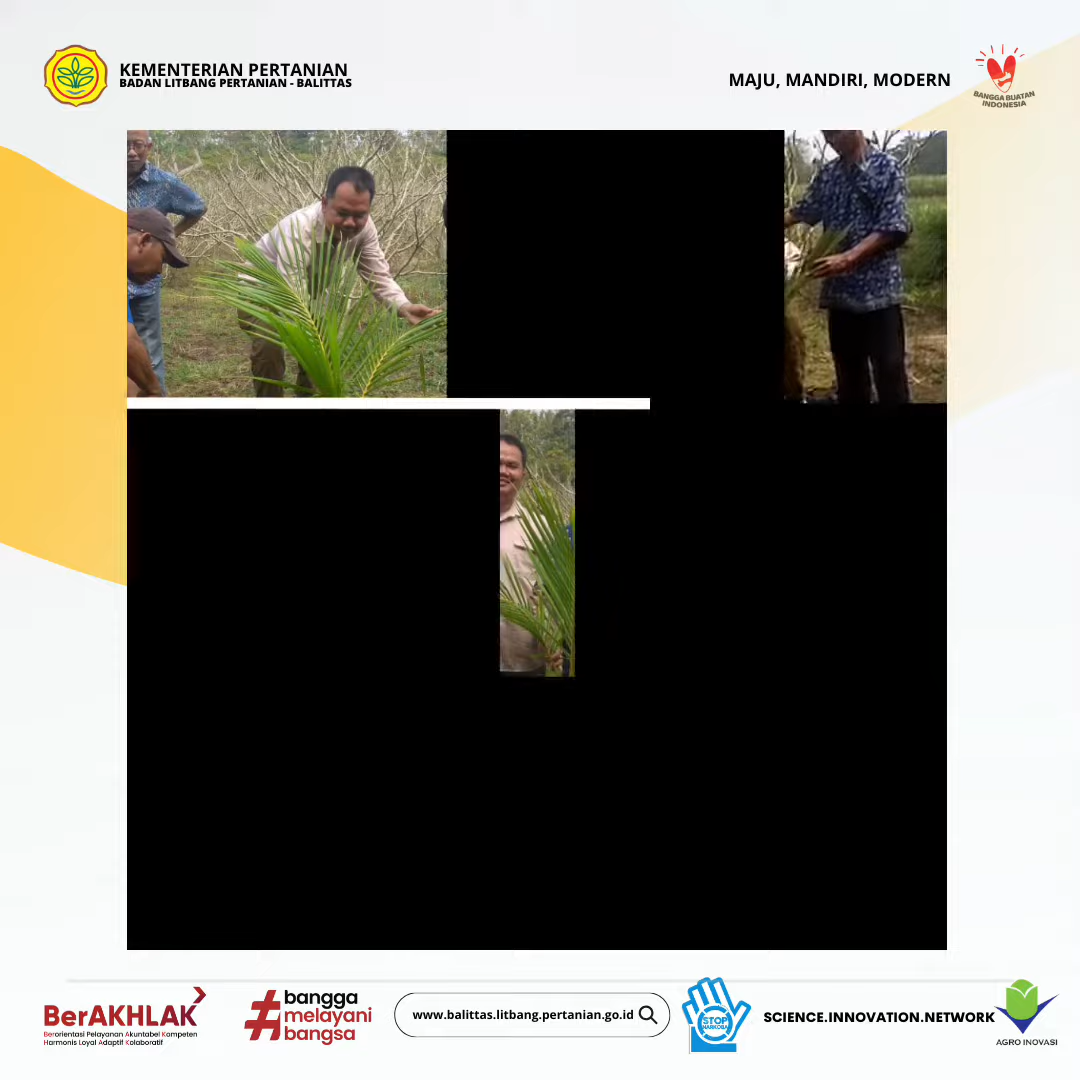 KEMENTERIAN PERTANIAN
BADAN LITBANG PERTANIAN - BALITTAS
MAJU, MANDIRI, MODERN
BANGGA BUATAN
INDONESIA
BerAKHLAK
Berorientasi Pelayanan Akuntabel Kompeten
Harmonis Loyal Adaptif Kolaboratif
#bangga
melayani
bangsa
www.balittas.litbang.pertanian.go.id
STOP
NARKOBA
SCIENCE.INNOVATION.NETWORK
AGRO INOVASI